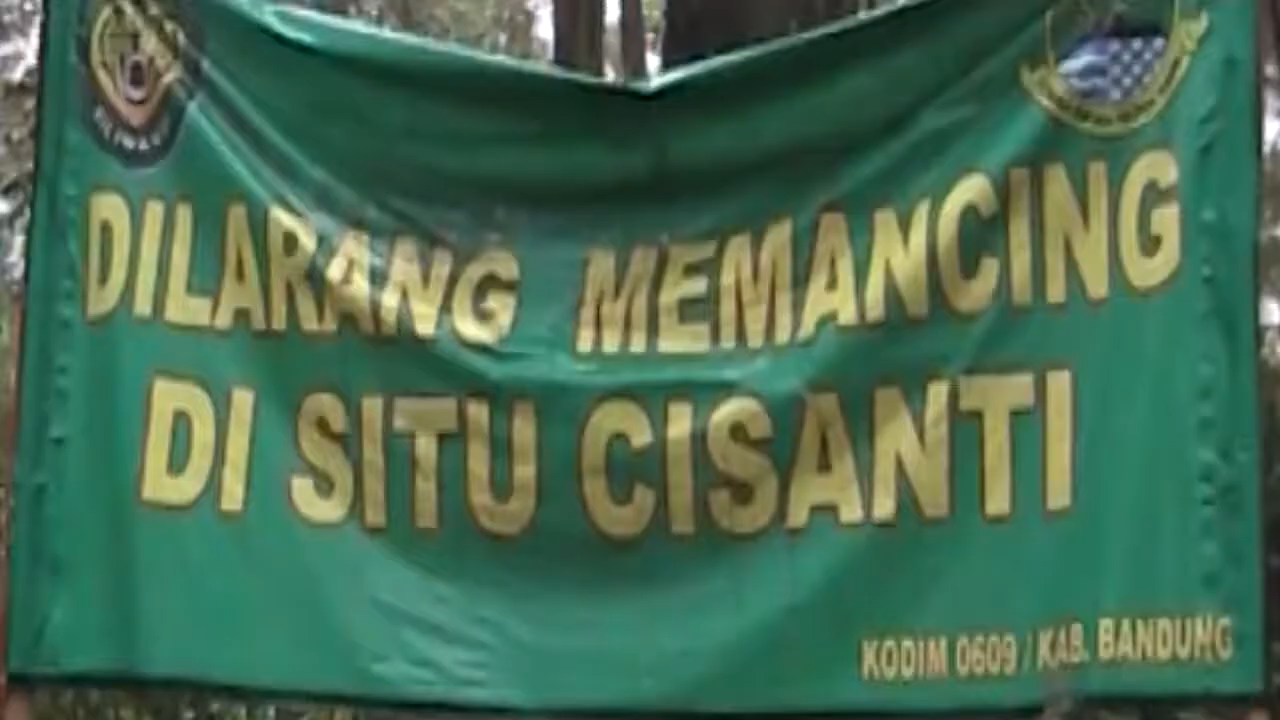 DILARANG MEMANCING
DI SITU CISANTI
KODIM 0609 / KAB. BANDUNG